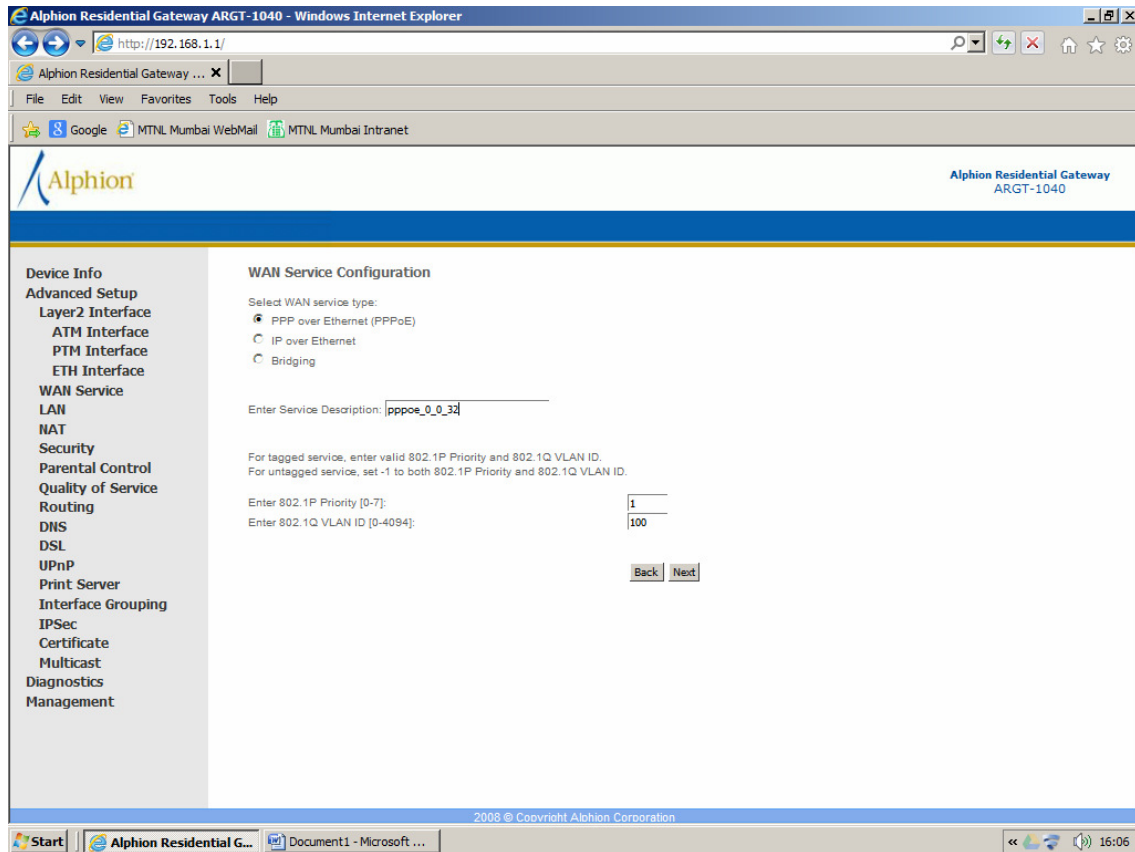 Alphion Residential Gateway ARGT-1040 - Windows Internet Explorer
http://192.168.1.1/
Alphion Residential Gateway ...
File Edit View Favorites Tools Help
Google MTNL Mumbai WebMail MTNL Mumbai Intranet
Alphion
Alphion Residential Gateway
ARGT-1040
Device Info
Advanced Setup
Layer2 Interface
ATM Interface
PTM Interface
ETH Interface
WAN Service
LAN
NAT
Security
Parental Control
Quality of Service
Routing
DNS
DSL
UPnP
Print Server
Interface Grouping
IPSec
Certificate
Multicast
Diagnostics
Management
WAN Service Configuration
Select WAN service type:
PPP over Ethernet (PPPoE)
IP over Ethernet
Bridging
Enter Service Description: pppoe_0_0_32
For tagged service, enter valid 802.1P Priority and 802.1Q VLAN ID.
For untagged service, set -1 to both 802.1P Priority and 802.1Q VLAN ID.
Enter 802.1P Priority [0-7]: 1
Enter 802.1Q VLAN ID [0-4094]: 100
Back Next
2008 © Copyright Alphion Corporation
Start Alphion Residential G... Document1 - Microsoft ... 16:06